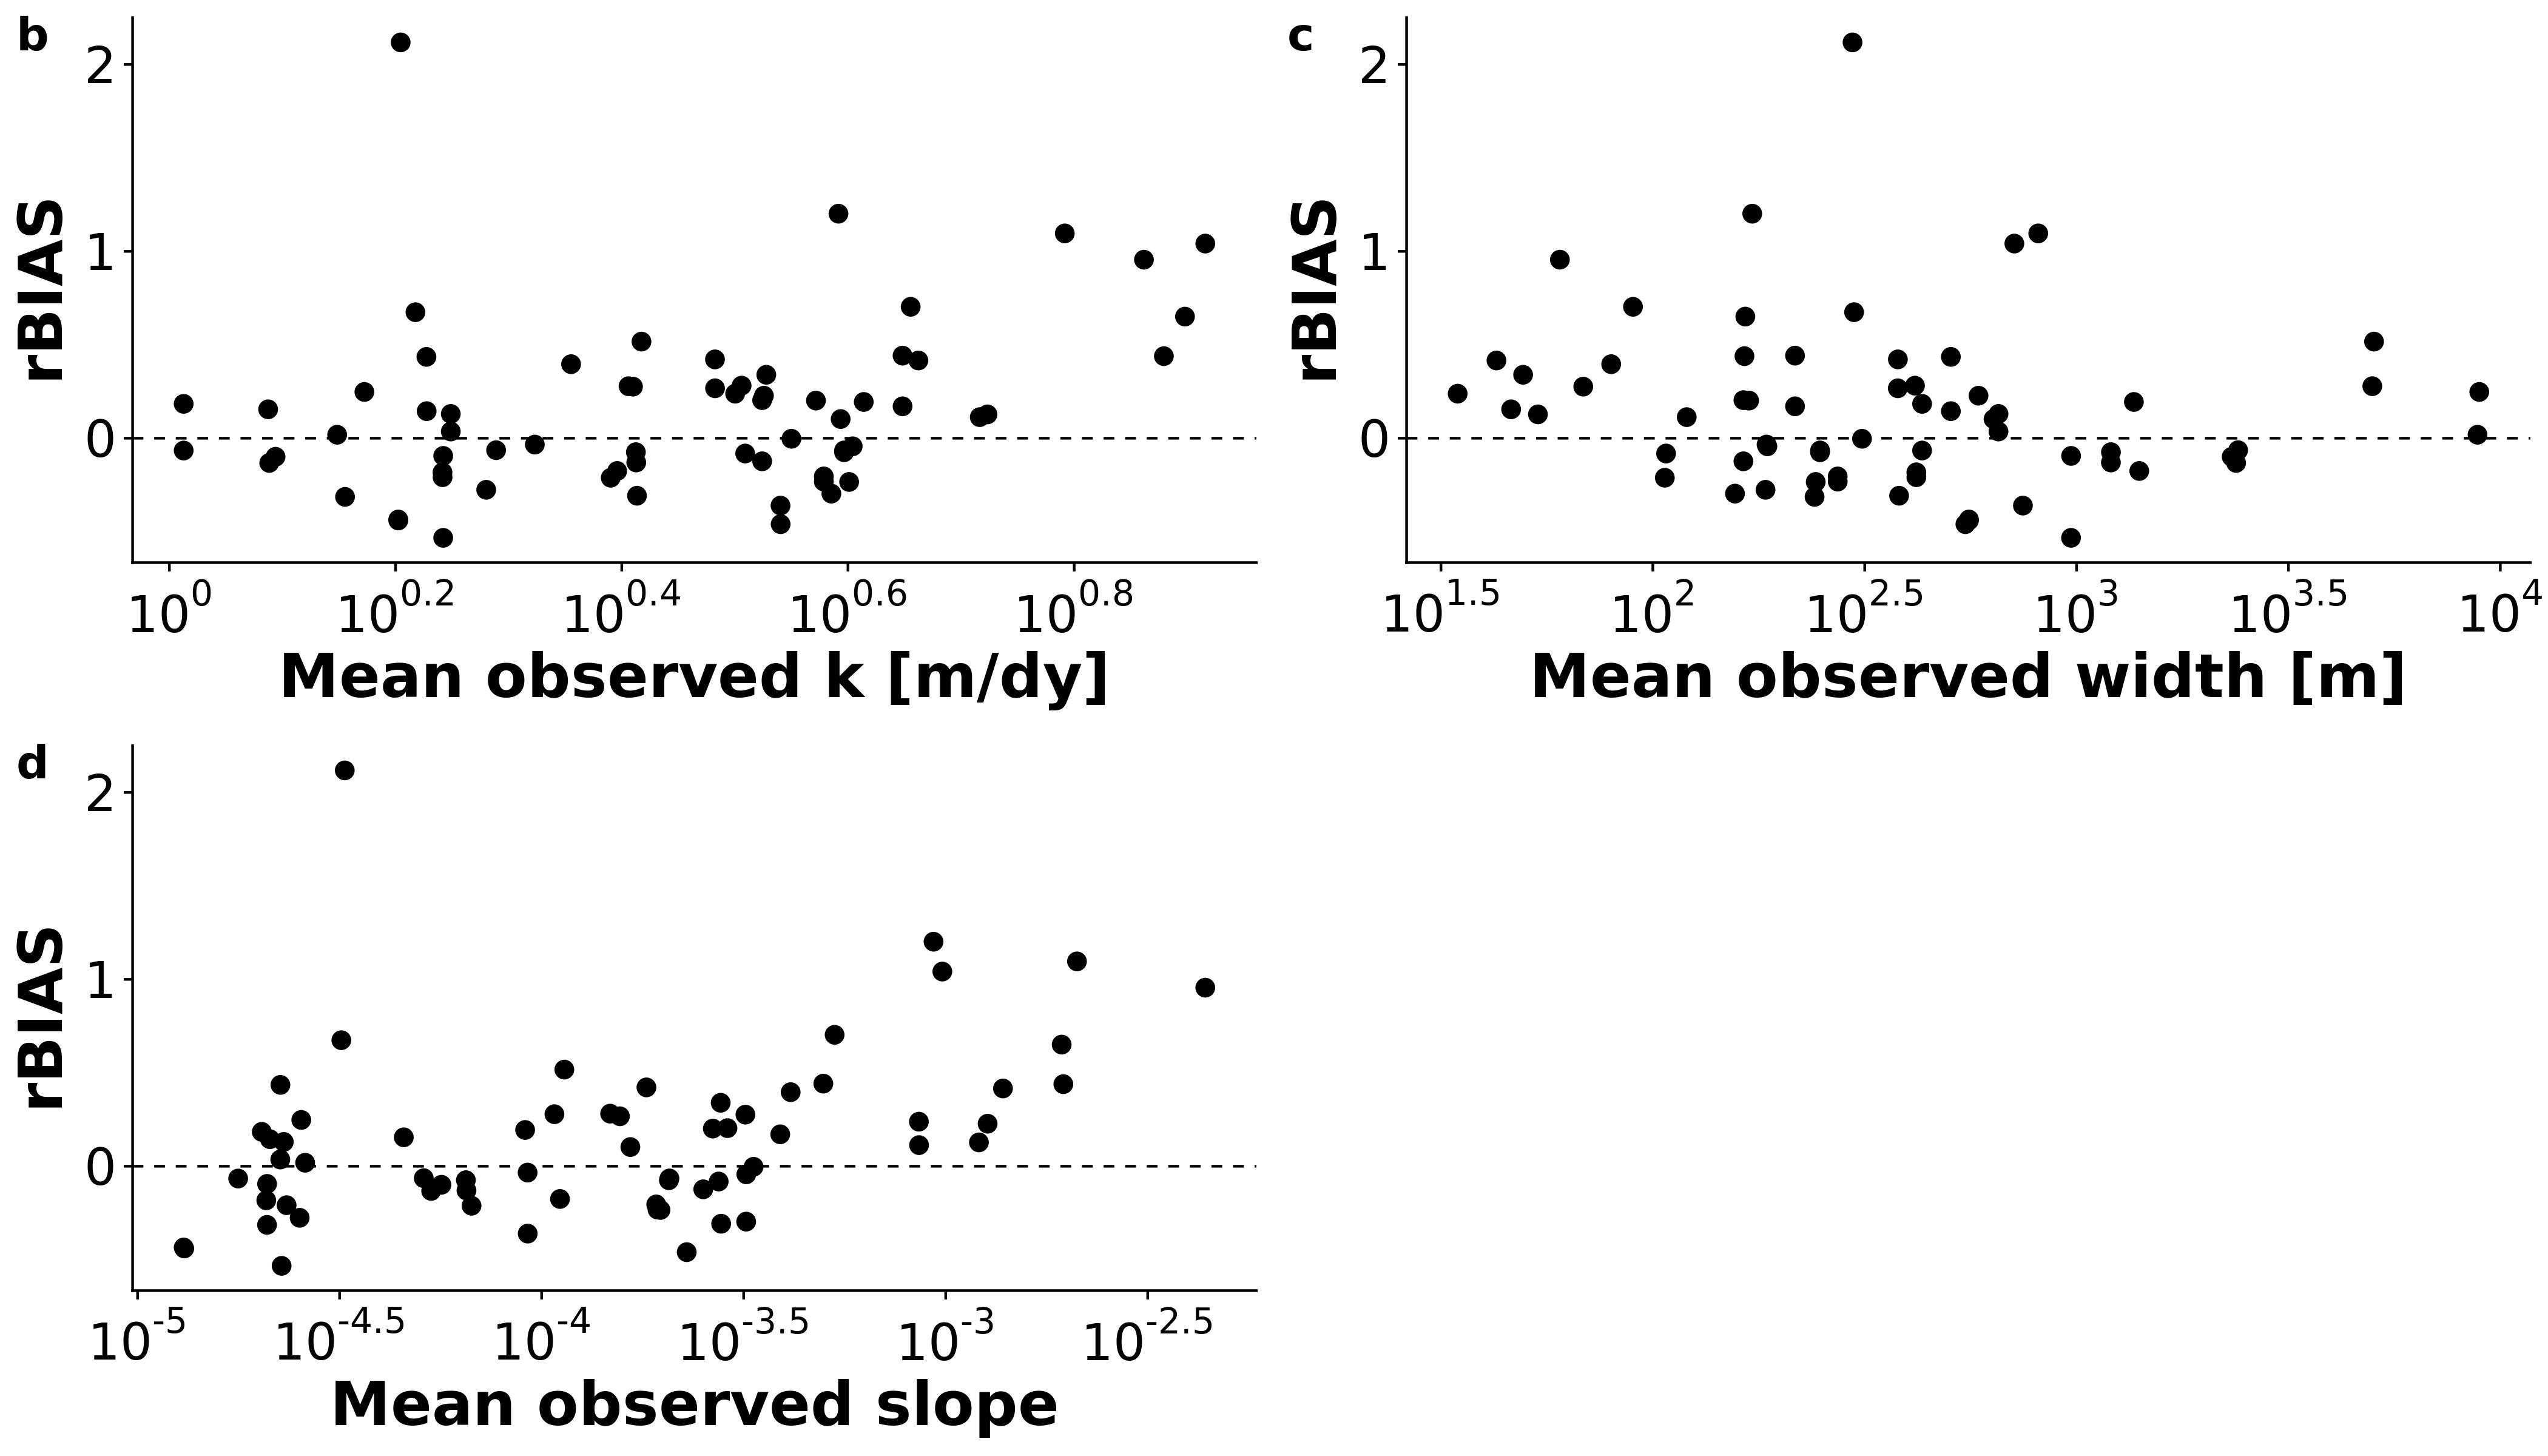 b
2
1
0
rBIAS
10^0 10^0.2 10^0.4 10^0.6 10^0.8
Mean observed k [m/dy]
c
2
1
0
rBIAS
10^1.5 10^2 10^2.5 10^3 10^3.5 10^4
Mean observed width [m]
d
2
1
0
rBIAS
10^-5 10^-4.5 10^-4 10^-3.5 10^-3 10^-2.5
Mean observed slope